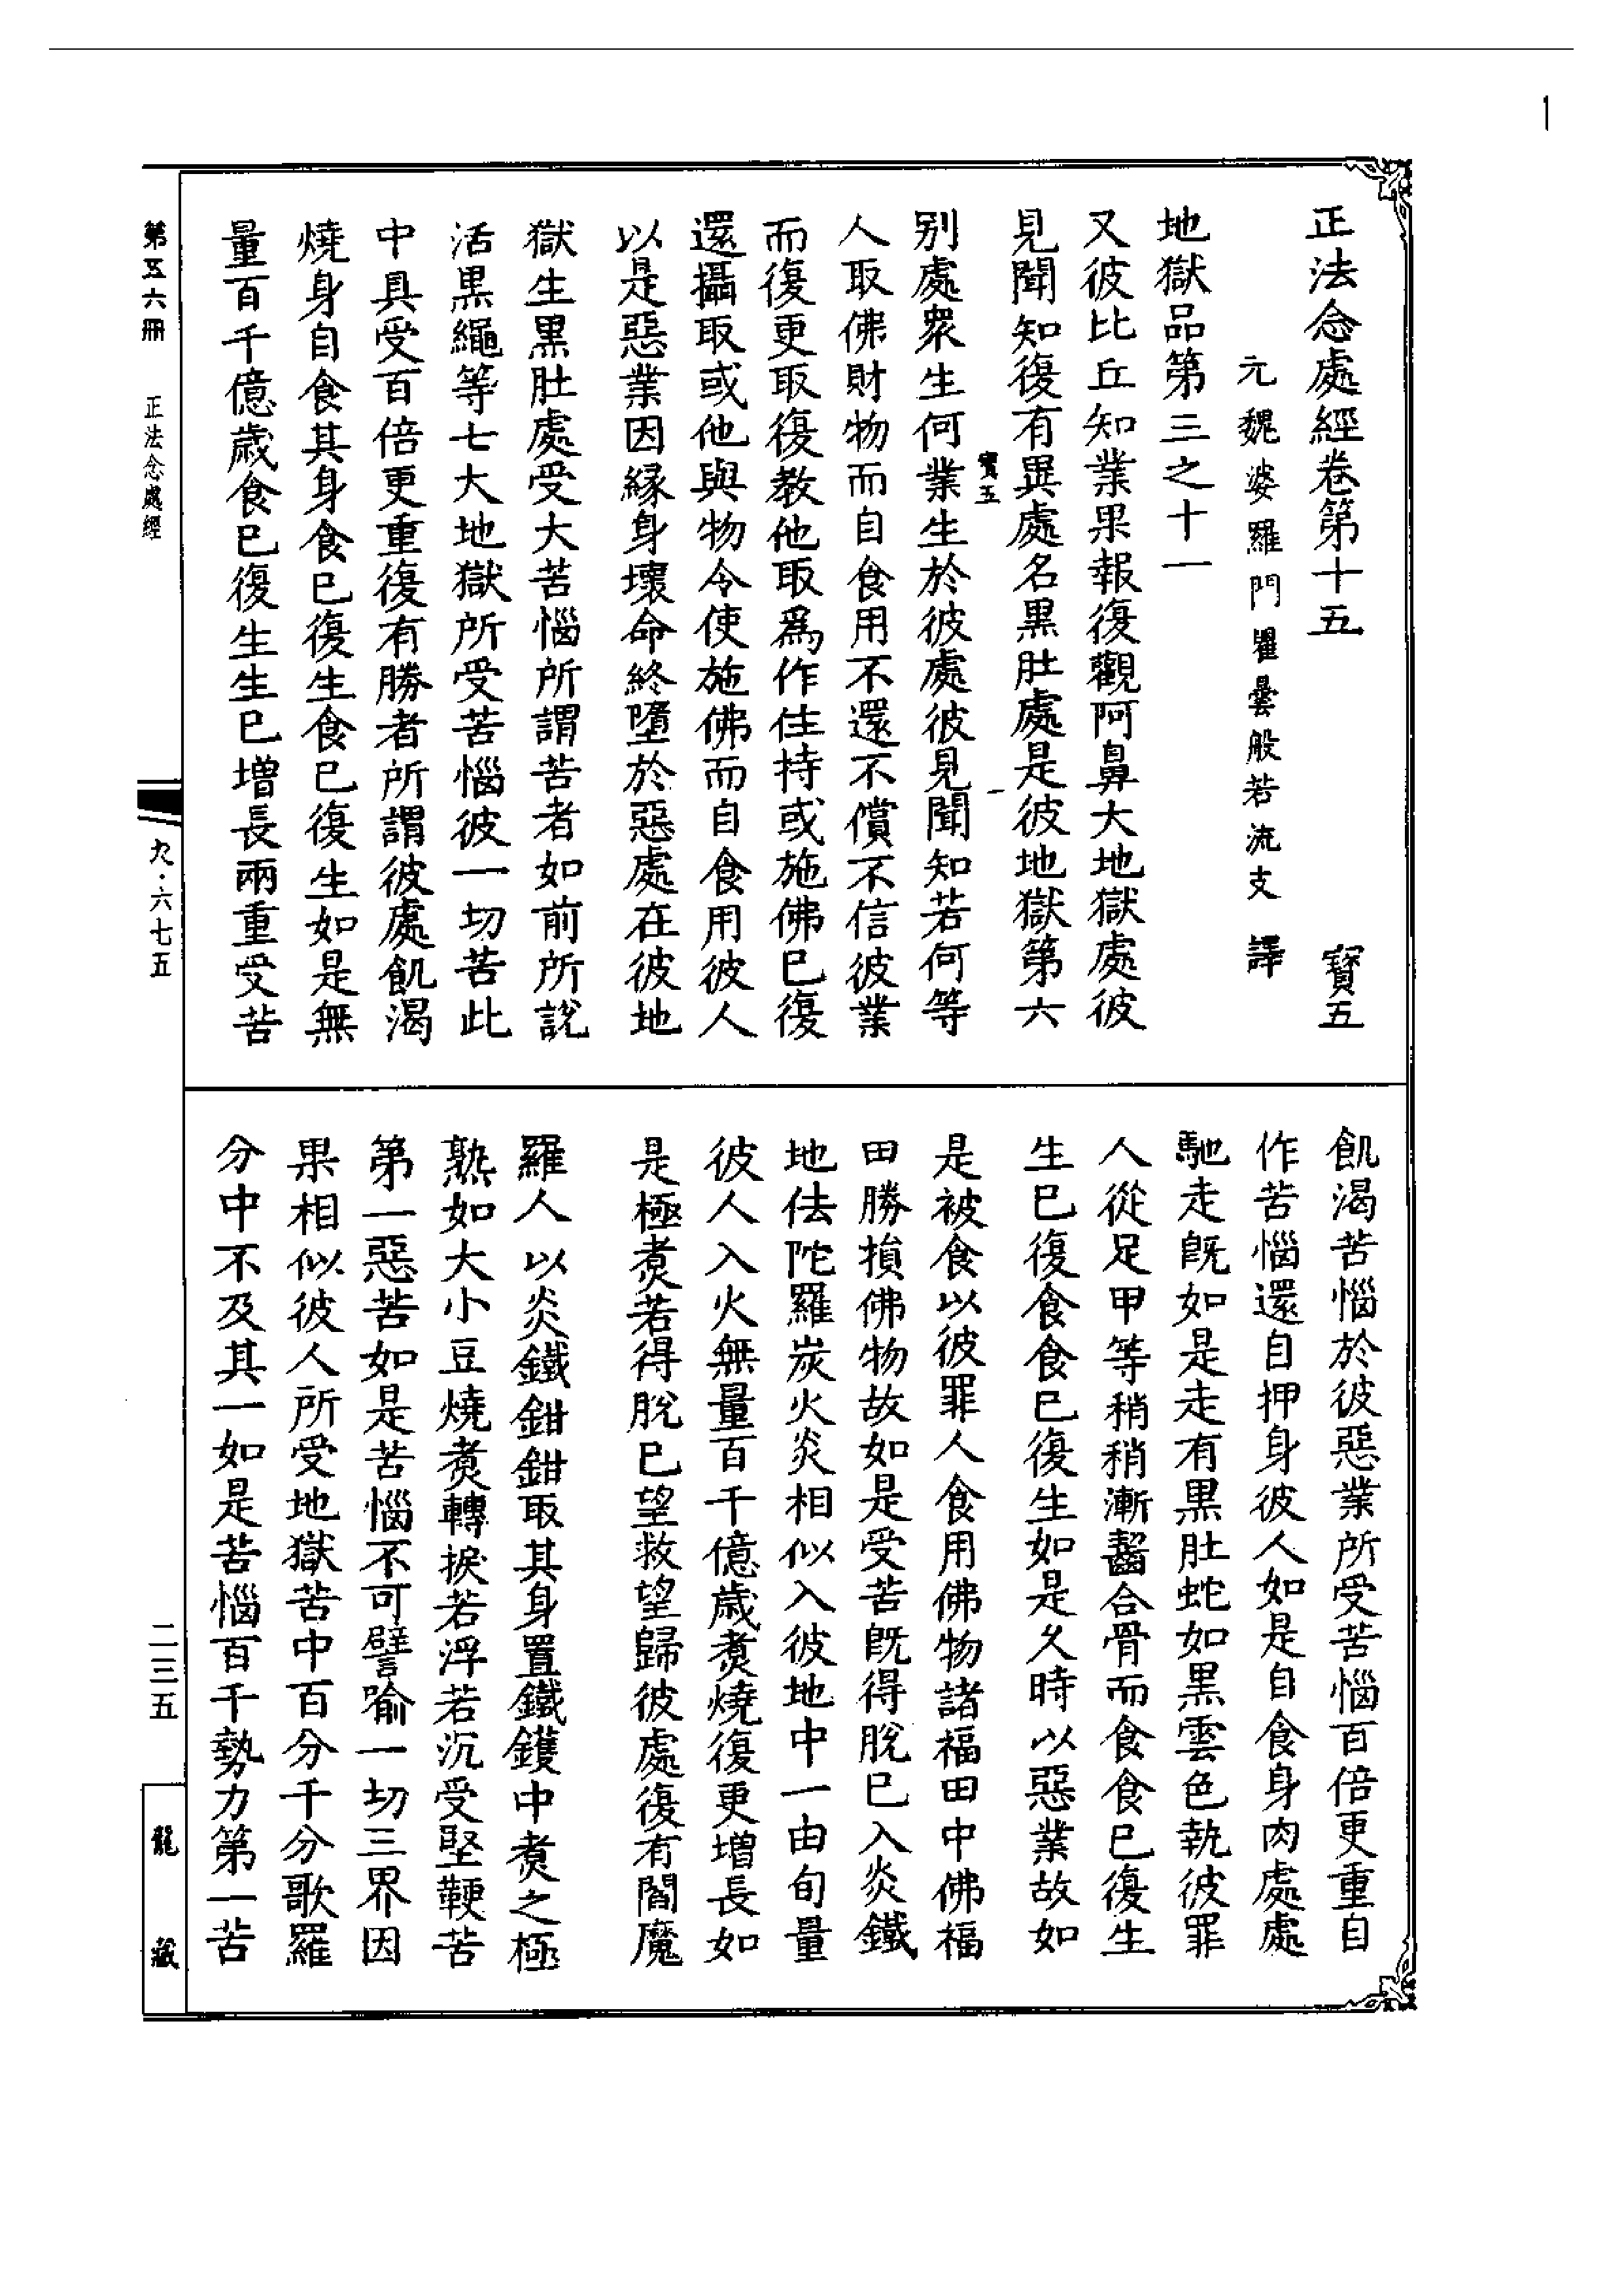 1
正法念處經卷第十五 寶五
元魏婆羅門瞿曇般若流支 譯
地獄品第三之十一
又彼比丘知業果報復觀阿鼻大地獄處彼
見聞知復有異處名黑肚處是彼地獄第六
寶五 一
別處衆生何業生於彼處彼見聞知若何等
人取佛財物而自食用不還不償不信彼業
而復更取復教他取爲作住持或施佛已復
還攝取或他與物令使施佛而自食用彼人
以是惡業因緣身壞命終墮於惡處在彼地
獄生黑肚處受大苦惱所謂苦者如前所說
活黑繩等七大地獄所受苦惱彼一切苦此
中具受百倍更重復有勝者所謂彼處飢渴
燒身自食其身食已復生食已復生如是無
量百千億歲食已復生生已增長兩重受苦
飢渴苦惱於彼惡業所受苦惱百倍更重自
作苦惱還自押身彼人如是自食身肉處處
馳走旣如是走有黑肚蛇如黑雲色執彼罪
人從足甲等稍稍漸齧合骨而食食已復生
生已復食食已復生如是久時以惡業故如
是被食以彼罪人食用佛物諸福田中佛福
田勝損佛物故如是受苦旣得脫已入炎鐵
地佉陀羅炭火炎相似入彼地中一由旬量
彼人入火無量百千億歲煑燒復更增長如
是極煑若得脫已望救望歸彼處復有閻魔
羅人以炎鐵鉗鉗取其身置鐵鑊中煑之極
熟如大小豆燒煑轉捩若浮若沉受堅鞕苦
第一惡苦如是苦惱不可譬喻一切三界因
果相似彼人所受地獄苦中百分千分歌羅
分中不及其一如是苦惱百千勢力第一苦
第五六冊 正法念處經
九·六七五
二三五
龍藏